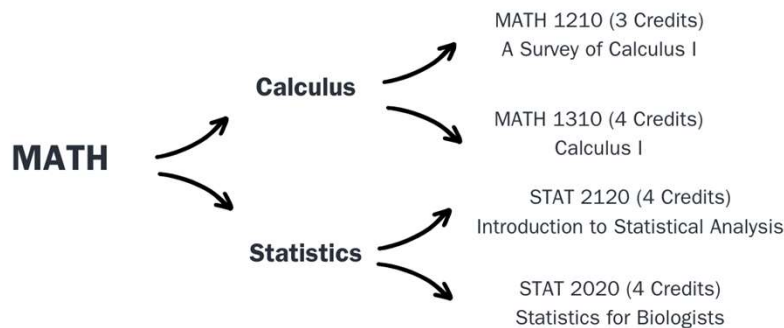 MATH
Calculus
MATH 1210 (3 Credits)
A Survey of Calculus I
MATH 1310 (4 Credits)
Calculus I
Statistics
STAT 2120 (4 Credits)
Introduction to Statistical Analysis
STAT 2020 (4 Credits)
Statistics for Biologists